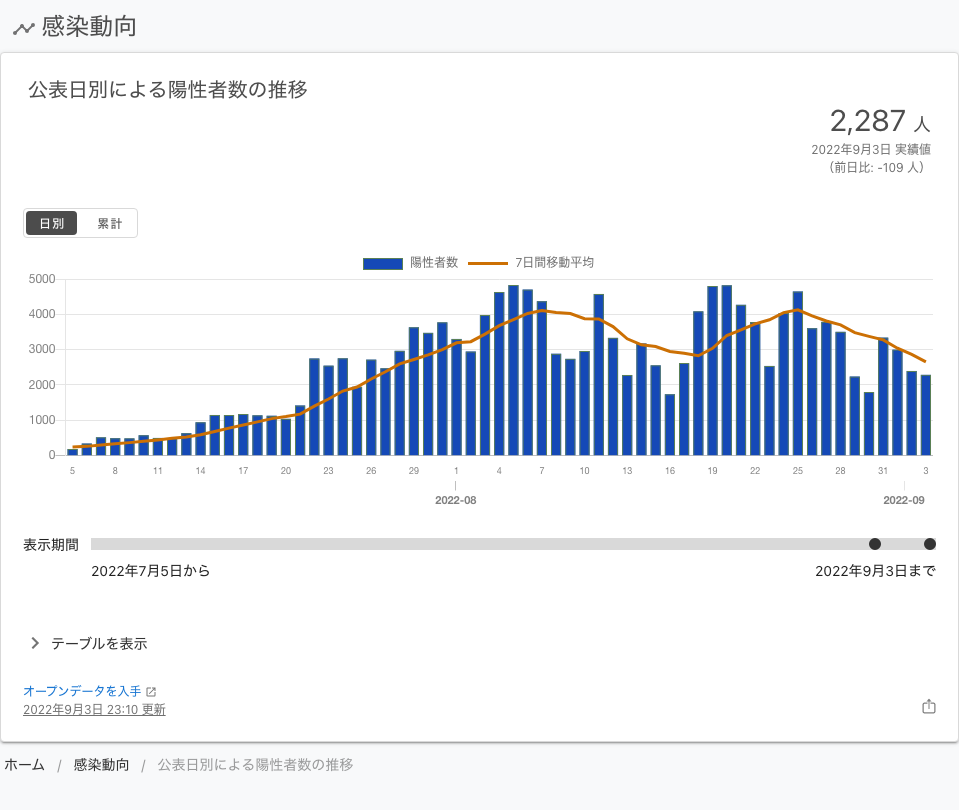 感染動向
公表日別による陽性者数の推移
2,287 人
2022年9月3日 実績値
（前日比: -109 人）
日別 累計
陽性者数 7日間移動平均
5000
4000
3000
2000
1000
0
5 8 11 14 17 20 23 26 29 1 4 7 10 13 16 19 22 25 28 31 3
2022-08 2022-09
表示期間
2022年7月5日から 2022年9月3日まで
テーブルを表示
オープンデータを入手
2022年9月3日 23:10 更新
ホーム / 感染動向 / 公表日別による陽性者数の推移